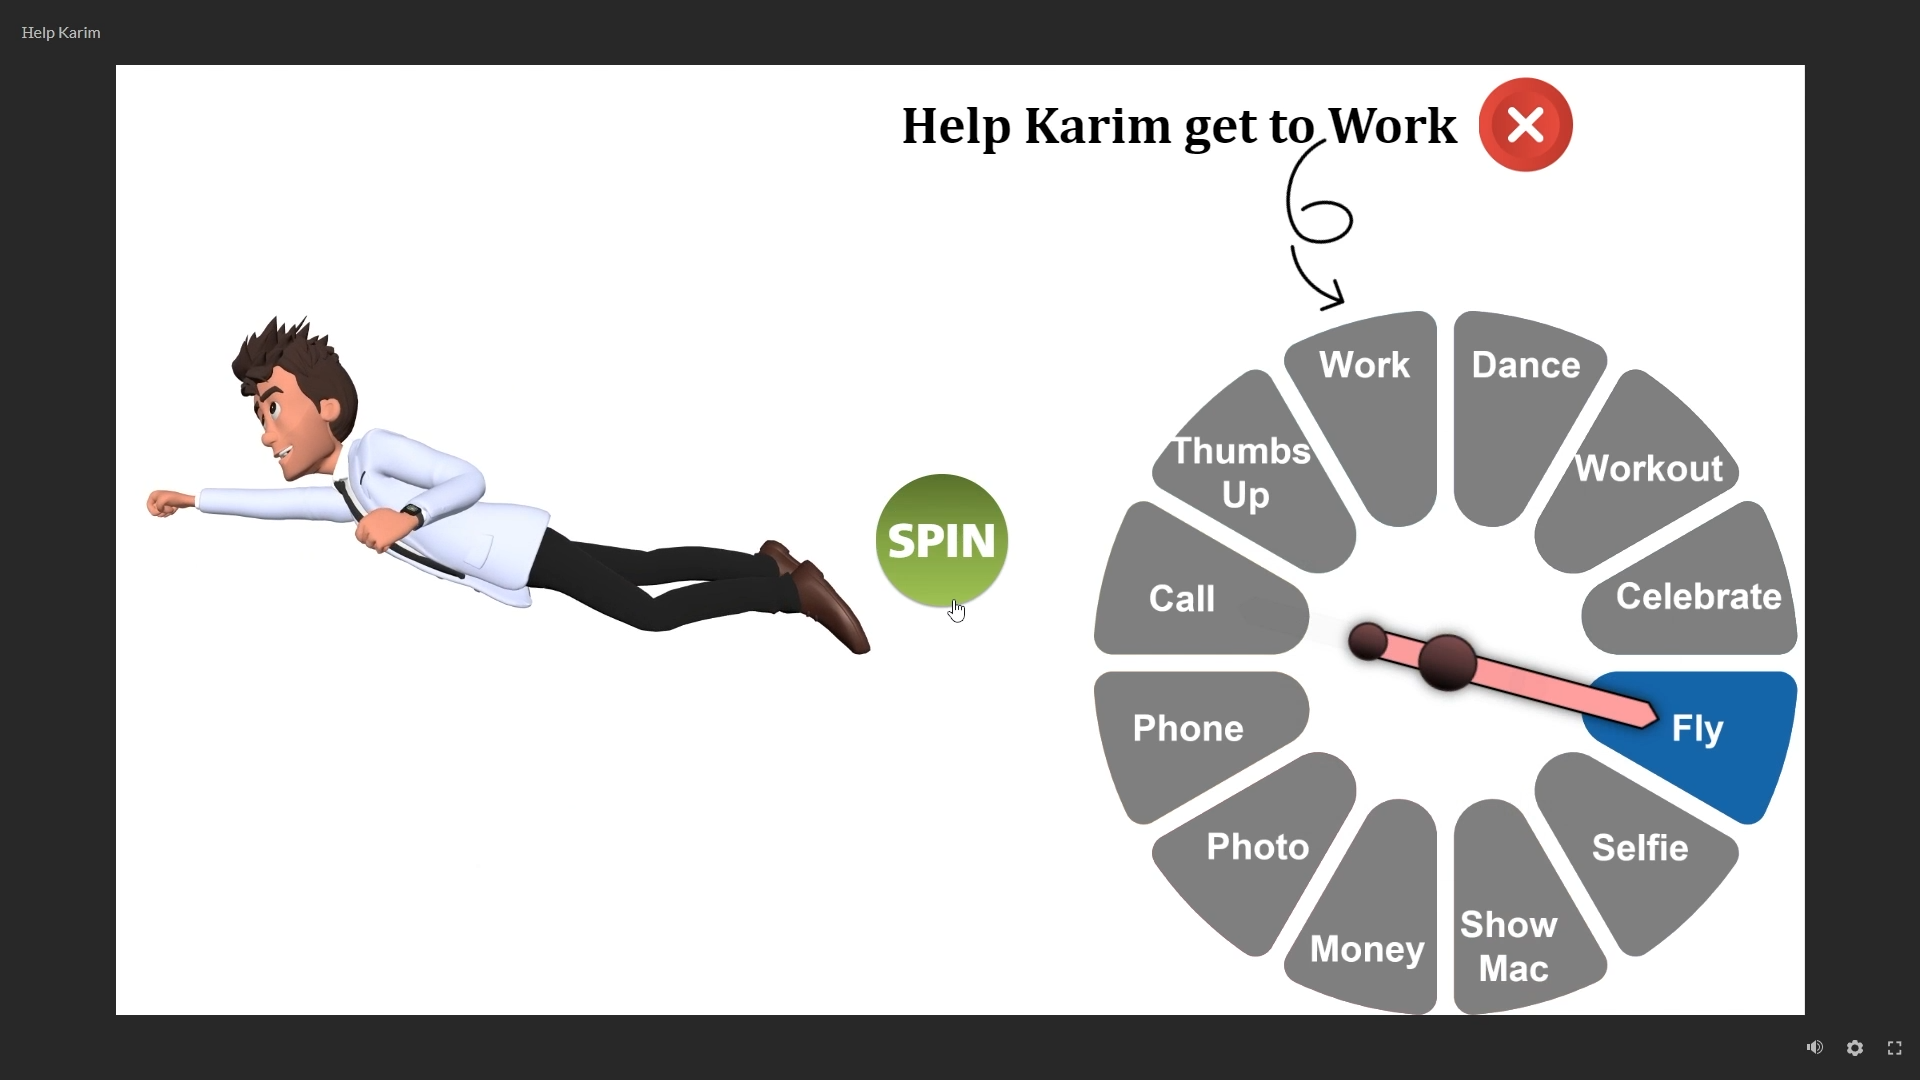 Help Karim
Help Karim get to Work
Work
Dance
Thumbs
Up
Workout
SPIN
Call
Celebrate
Phone
Fly
Photo
Selfie
Money
Show
Mac